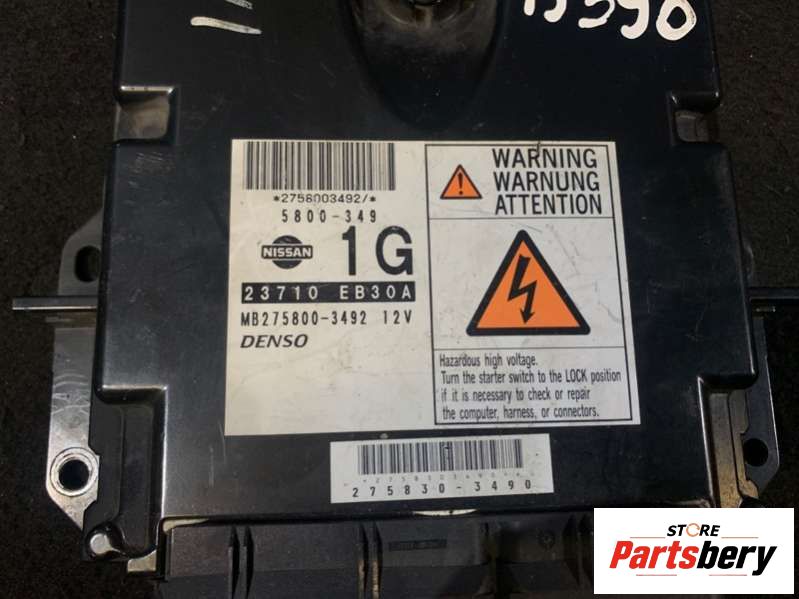 *2758003492/*
5800-349
NISSAN
1G
23710 EB30A
MB275800-3492 12V
DENSO
WARNING
WARNUNG
ATTENTION
Hazardous high voltage.
Turn the starter switch to the LOCK position
if it is necessary to check or repair
the computer, harness, or connectors.
275830-3490
STORE
Partsbery